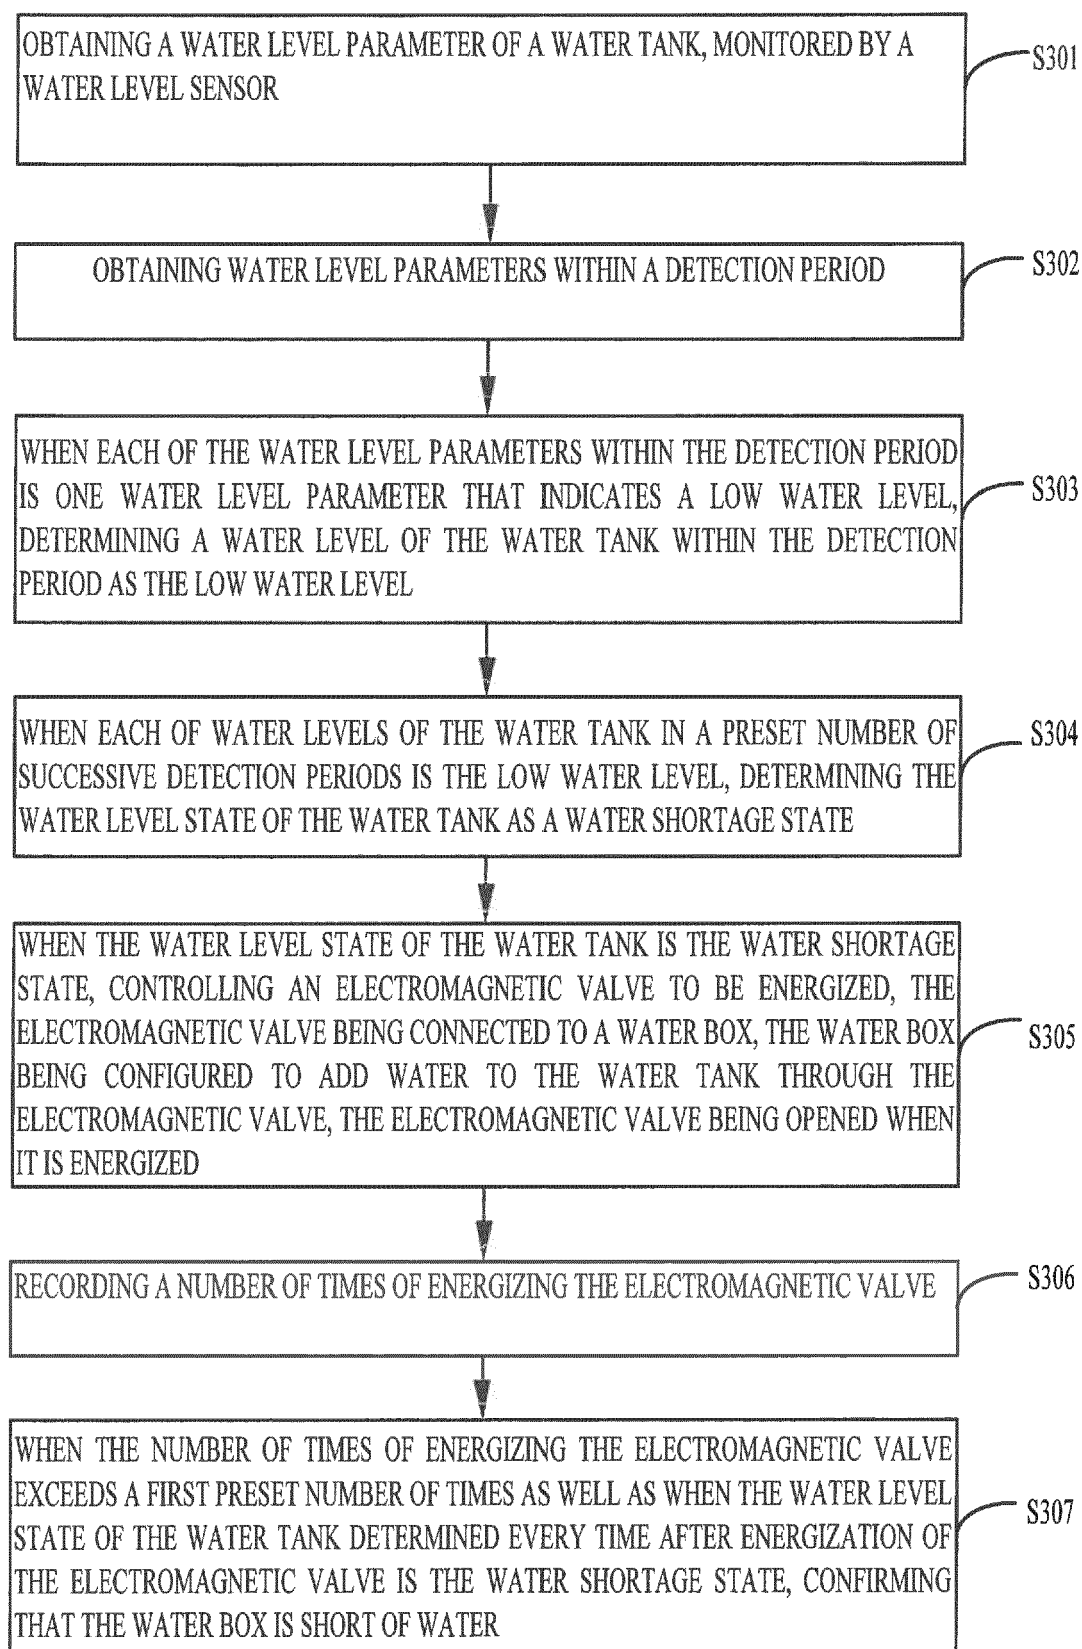 OBTAINING A WATER LEVEL PARAMETER OF A WATER TANK, MONITORED BY A
WATER LEVEL SENSOR
S301
OBTAINING WATER LEVEL PARAMETERS WITHIN A DETECTION PERIOD
S302
WHEN EACH OF THE WATER LEVEL PARAMETERS WITHIN THE DETECTION PERIOD
IS ONE WATER LEVEL PARAMETER THAT INDICATES A LOW WATER LEVEL,
DETERMINING A WATER LEVEL OF THE WATER TANK WITHIN THE DETECTION
PERIOD AS THE LOW WATER LEVEL
S303
WHEN EACH OF WATER LEVELS OF THE WATER TANK IN A PRESET NUMBER OF
SUCCESSIVE DETECTION PERIODS IS THE LOW WATER LEVEL, DETERMINING THE
WATER LEVEL STATE OF THE WATER TANK AS A WATER SHORTAGE STATE
S304
WHEN THE WATER LEVEL STATE OF THE WATER TANK IS THE WATER SHORTAGE
STATE, CONTROLLING AN ELECTROMAGNETIC VALVE TO BE ENERGIZED, THE
ELECTROMAGNETIC VALVE BEING CONNECTED TO A WATER BOX, THE WATER BOX
BEING CONFIGURED TO ADD WATER TO THE WATER TANK THROUGH THE
ELECTROMAGNETIC VALVE, THE ELECTROMAGNETIC VALVE BEING OPENED WHEN
IT IS ENERGIZED
S305
RECORDING A NUMBER OF TIMES OF ENERGIZING THE ELECTROMAGNETIC VALVE
S306
WHEN THE NUMBER OF TIMES OF ENERGIZING THE ELECTROMAGNETIC VALVE
EXCEEDS A FIRST PRESET NUMBER OF TIMES AS WELL AS WHEN THE WATER LEVEL
STATE OF THE WATER TANK DETERMINED EVERY TIME AFTER ENERGIZATION OF
THE ELECTROMAGNETIC VALVE IS THE WATER SHORTAGE STATE, CONFIRMING
THAT THE WATER BOX IS SHORT OF WATER
S307